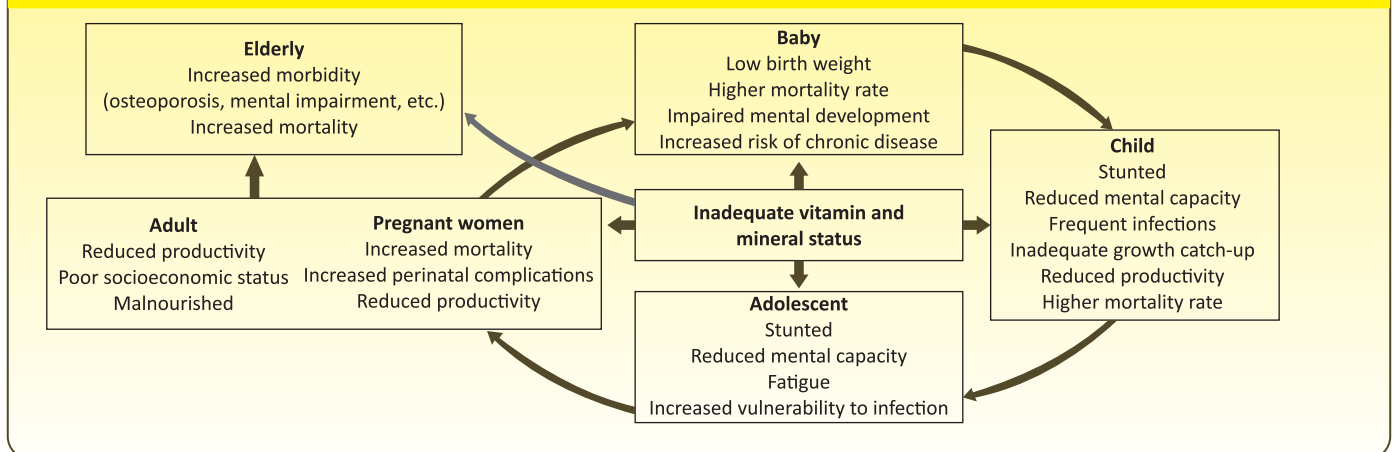 Elderly
Increased morbidity
(osteoporosis, mental impairment, etc.)
Increased mortality
Baby
Low birth weight
Higher mortality rate
Impaired mental development
Increased risk of chronic disease
Child
Stunted
Reduced mental capacity
Frequent infections
Inadequate growth catch-up
Reduced productivity
Higher mortality rate
Inadequate vitamin and
mineral status
Adult
Reduced productivity
Poor socioeconomic status
Malnourished
Pregnant women
Increased mortality
Increased perinatal complications
Reduced productivity
Adolescent
Stunted
Reduced mental capacity
Fatigue
Increased vulnerability to infection